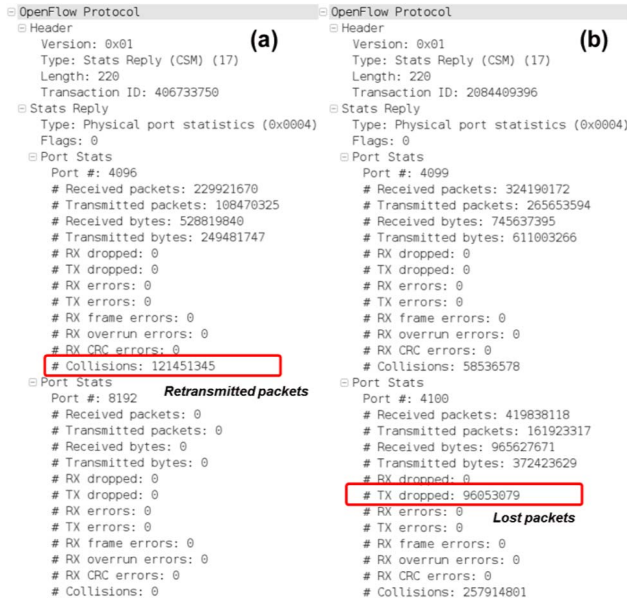 OpenFlow Protocol
Header
(a)
Version: 0x01
Type: Stats Reply (CSM) (17)
Length: 220
Transaction ID: 406733750
Stats Reply
Type: Physical port statistics (0x0004)
Flags: 0
Port Stats
Port #: 4096
# Received packets: 229921670
# Transmitted packets: 108470325
# Received bytes: 528819840
# Transmitted bytes: 249481747
# RX dropped: 0
# TX dropped: 0
# RX errors: 0
# TX errors: 0
# RX frame errors: 0
# RX overrun errors: 0
# RX CRC errors: 0
# Collisions: 121451345
Retransmitted packets
Port Stats
Port #: 8192
# Received packets: 0
# Transmitted packets: 0
# Received bytes: 0
# Transmitted bytes: 0
# RX dropped: 0
# TX dropped: 0
# RX errors: 0
# TX errors: 0
# RX frame errors: 0
# RX overrun errors: 0
# RX CRC errors: 0
# Collisions: 0
OpenFlow Protocol
Header
(b)
Version: 0x01
Type: Stats Reply (CSM) (17)
Length: 220
Transaction ID: 2084409396
Stats Reply
Type: Physical port statistics (0x0004)
Flags: 0
Port Stats
Port #: 4099
# Received packets: 324190172
# Transmitted packets: 265653594
# Received bytes: 745637395
# Transmitted bytes: 611003266
# RX dropped: 0
# TX dropped: 0
# RX errors: 0
# TX errors: 0
# RX frame errors: 0
# RX overrun errors: 0
# RX CRC errors: 0
# Collisions: 58536578
Port Stats
Port #: 4100
# Received packets: 419838118
# Transmitted packets: 161923317
# Received bytes: 965627671
# Transmitted bytes: 372423629
# RX dropped: 0
# TX dropped: 96053079
# RX errors: 0
Lost packets
# TX errors: 0
# RX frame errors: 0
# RX overrun errors: 0
# RX CRC errors: 0
# Collisions: 257914801